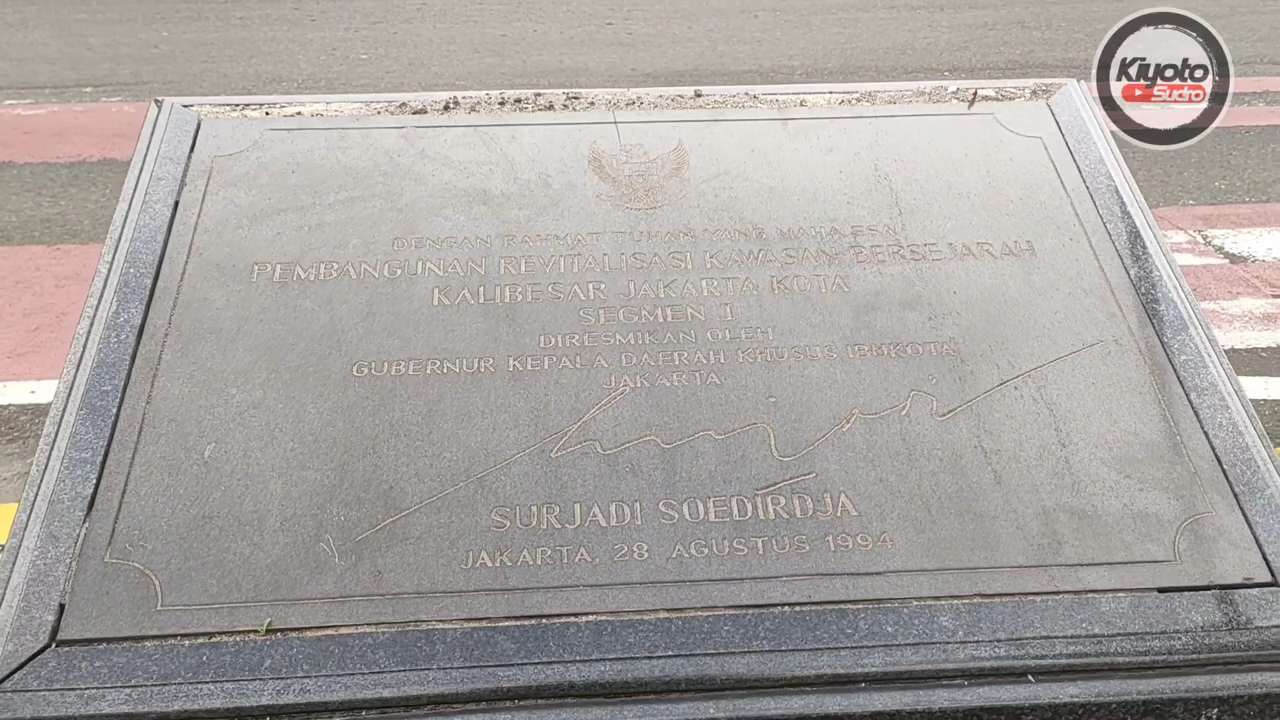 Kiyoto
Sudro
DENGAN RAHMAT TUHAN YANG MAHA ESA
PEMBANGUNAN REVITALISASI KAWASAN BERSEJARAH
KALIBESAR JAKARTA KOTA
SEGMEN I
DIRESMIKAN OLEH
GUBERNUR KEPALA DAERAH KHUSUS IBUKOTA
JAKARTA
SURJADI SOEDIRDJA
JAKARTA, 28 AGUSTUS 1994